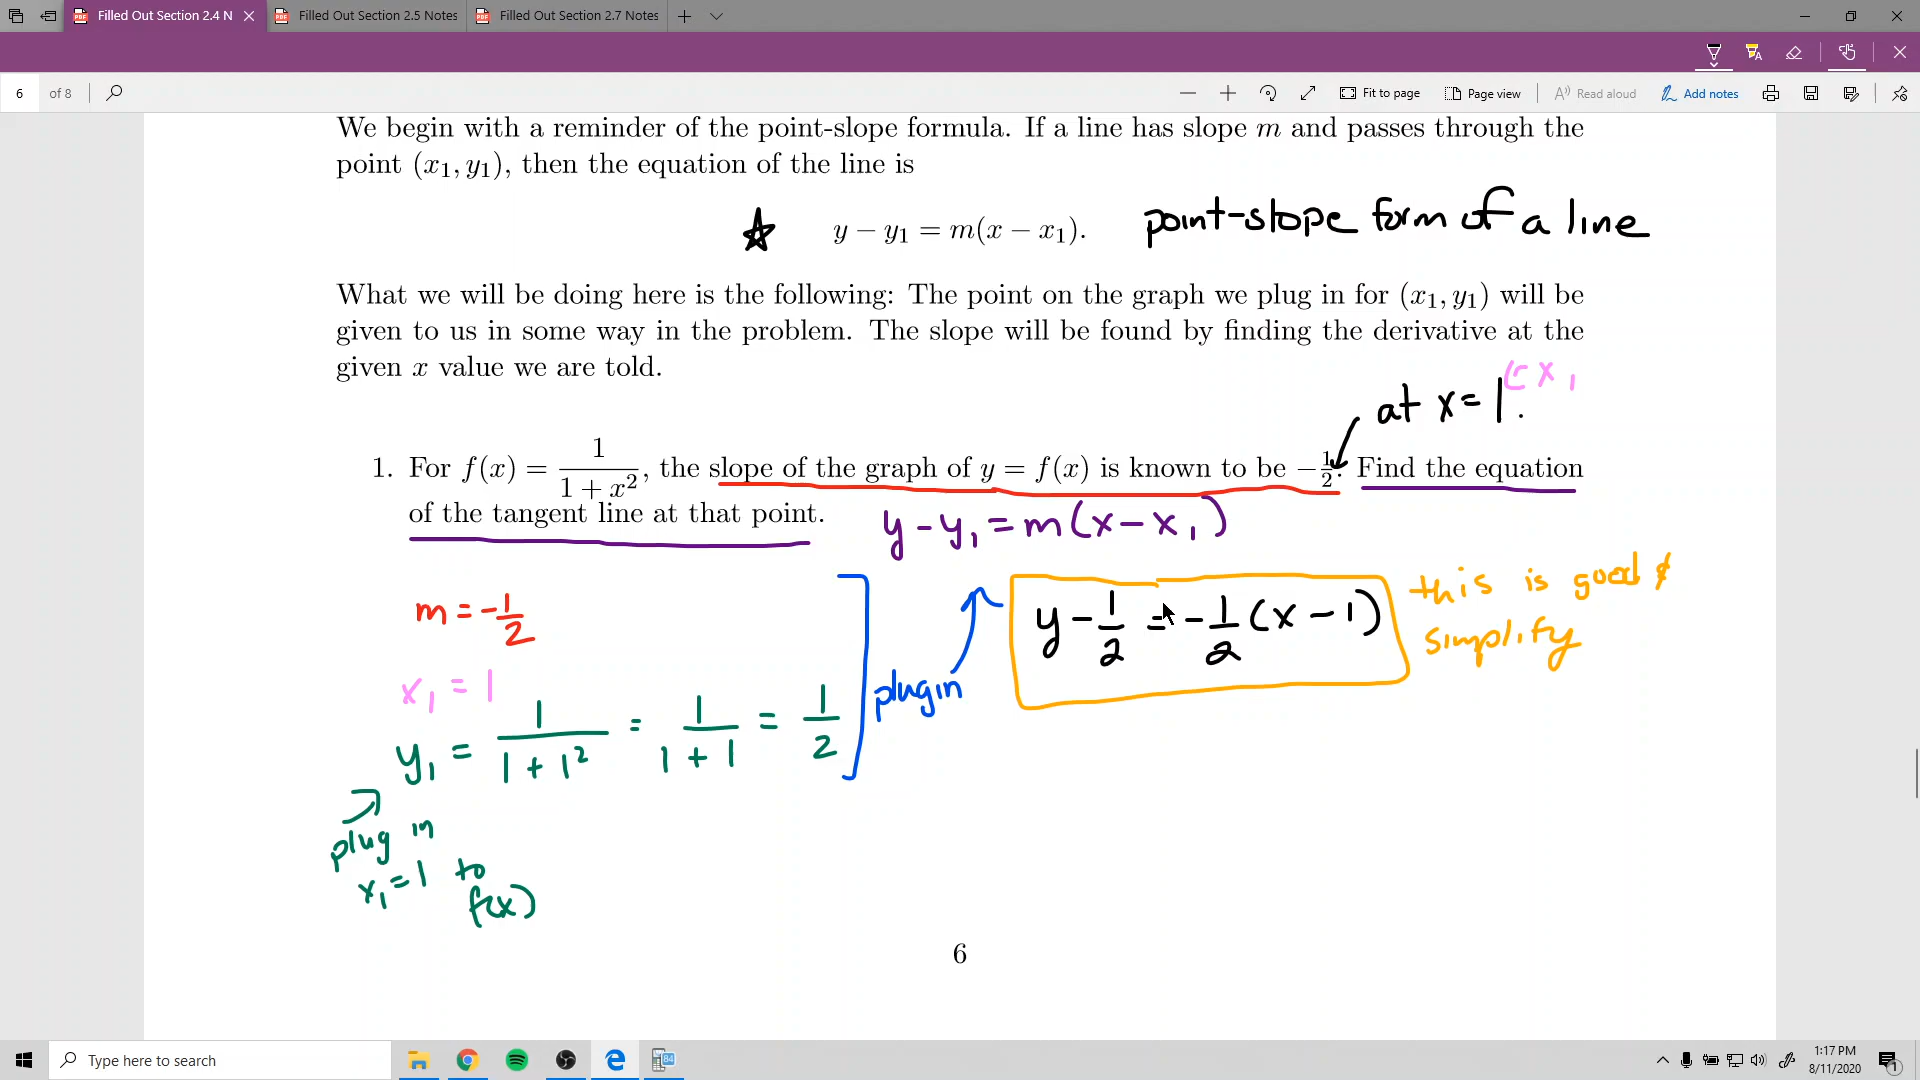 Filled Out Section 2.4 N
Filled Out Section 2.5 Notes
Filled Out Section 2.7 Notes
6 of 8
Fit to page
Page view
Read aloud
Add notes
We begin with a reminder of the point-slope formula. If a line has slope m and passes through the
point (x₁, y₁), then the equation of the line is
y − y₁ = m(x − x₁).
point-slope form of a line
What we will be doing here is the following: The point on the graph we plug in for (x₁, y₁) will be
given to us in some way in the problem. The slope will be found by finding the derivative at the
given x value we are told.
at x = 1.
x₁
1. For f(x) = 1/(1 + x²), the slope of the graph of y = f(x) is known to be −1/2. Find the equation
of the tangent line at that point.
y − y₁ = m(x − x₁)
m = −1/2
x₁ = 1
y₁ = 1/(1 + 1²) = 1/(1 + 1) = 1/2
plug in
x₁ = 1 to
f(x)
plug in
y − 1/2 = −1/2(x − 1)
this is good
simplify
6
Type here to search
84
1:17 PM
8/11/2020
1